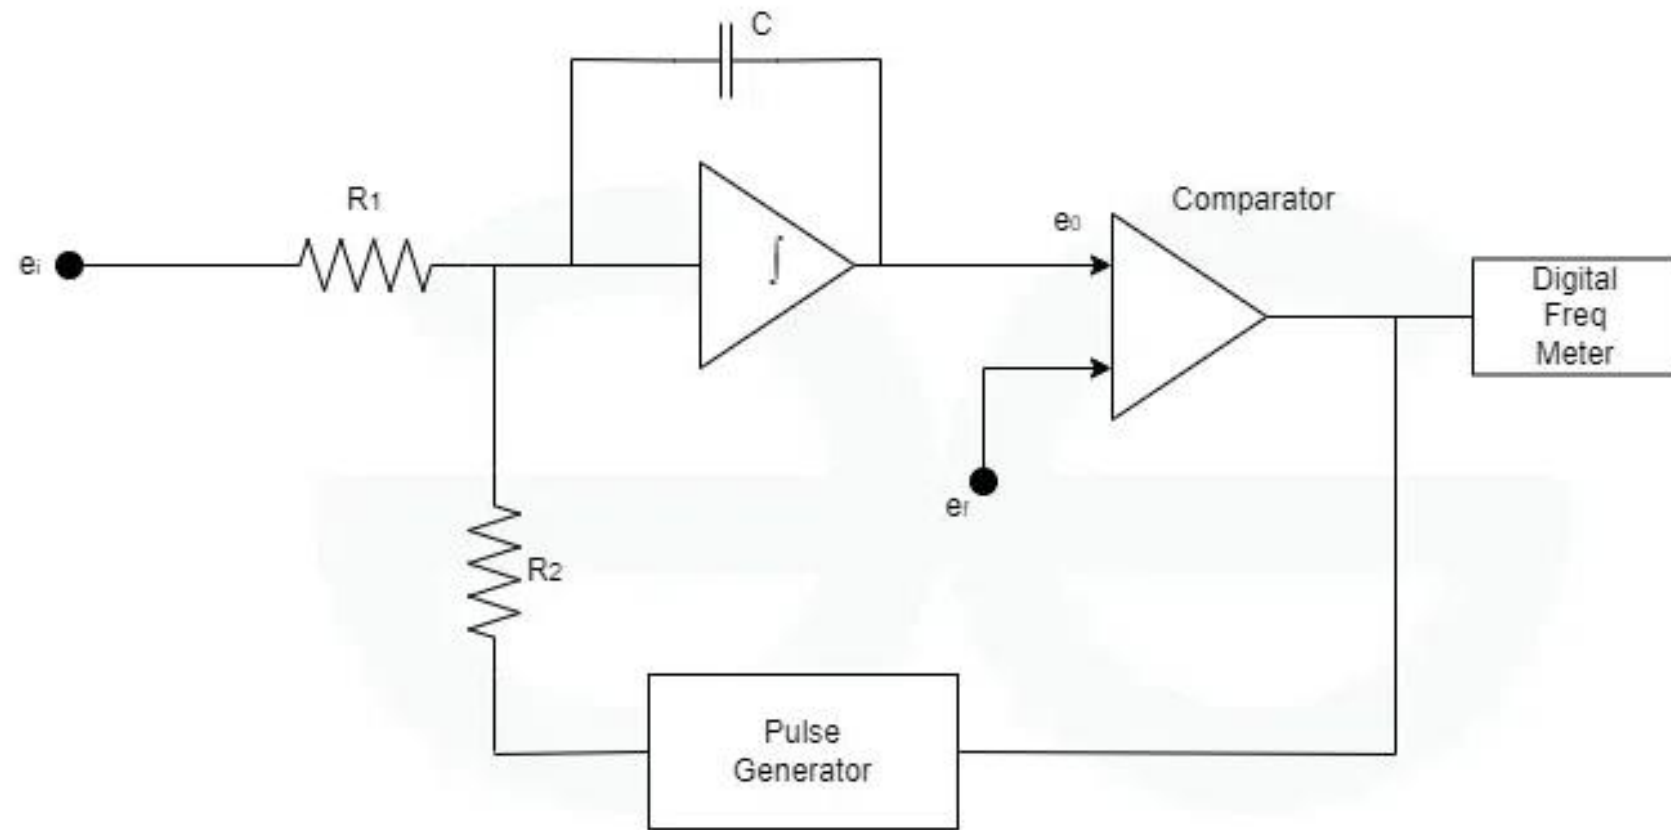 C
R1
Comparator
e0
ei
∫
Digital
Freq
Meter
er
R2
Pulse
Generator